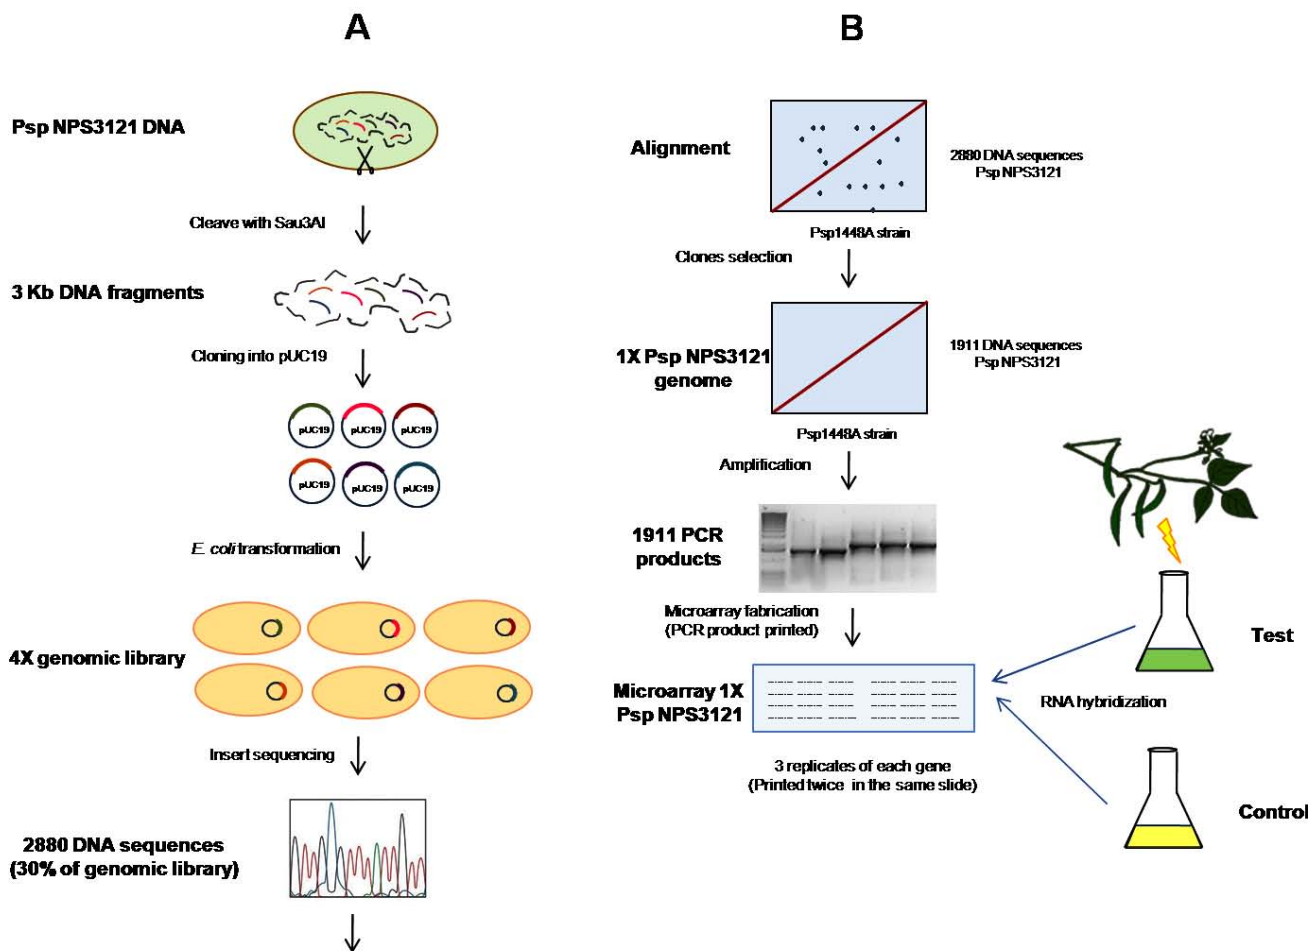 A
Psp NPS3121 DNA
Cleave with Sau3AI
3 Kb DNA fragments
Cloning into pUC19
pUC19
pUC19
pUC19
pUC19
pUC19
pUC19
E. coli transformation
4X genomic library
Insert sequencing
2880 DNA sequences
(30% of genomic library)
B
Alignment
2880 DNA sequences
Psp NPS3121
Psp1448A strain
Clones selection
1X Psp NPS3121
genome
1911 DNA sequences
Psp NPS3121
Psp1448A strain
Amplification
1911 PCR
products
Microarray fabrication
(PCR product printed)
Microarray 1X
Psp NPS3121
3 replicates of each gene
(Printed twice in the same slide)
Test
RNA hybridization
Control